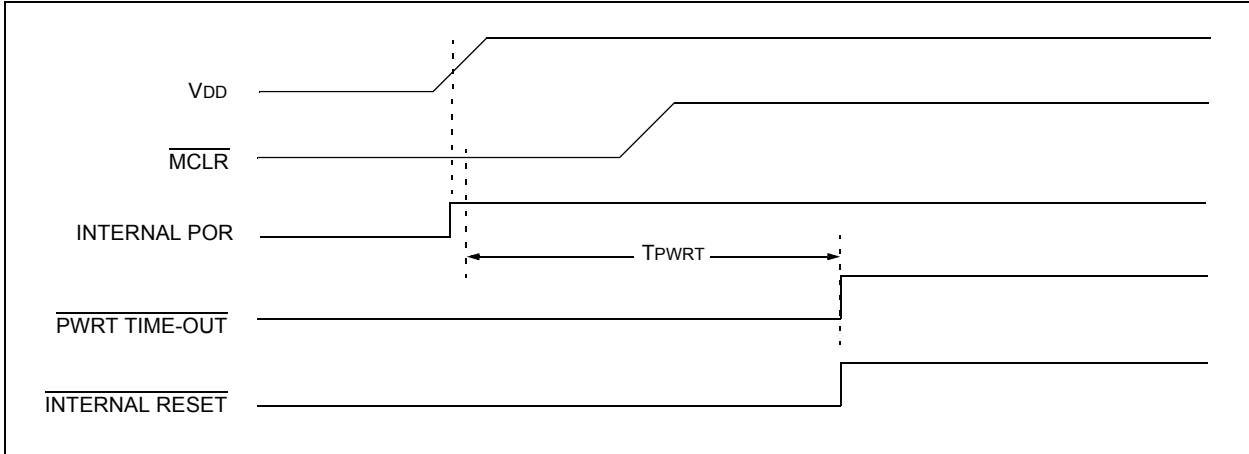 VDD
MCLR
INTERNAL POR
TPWRT
PWRT TIME-OUT
INTERNAL RESET